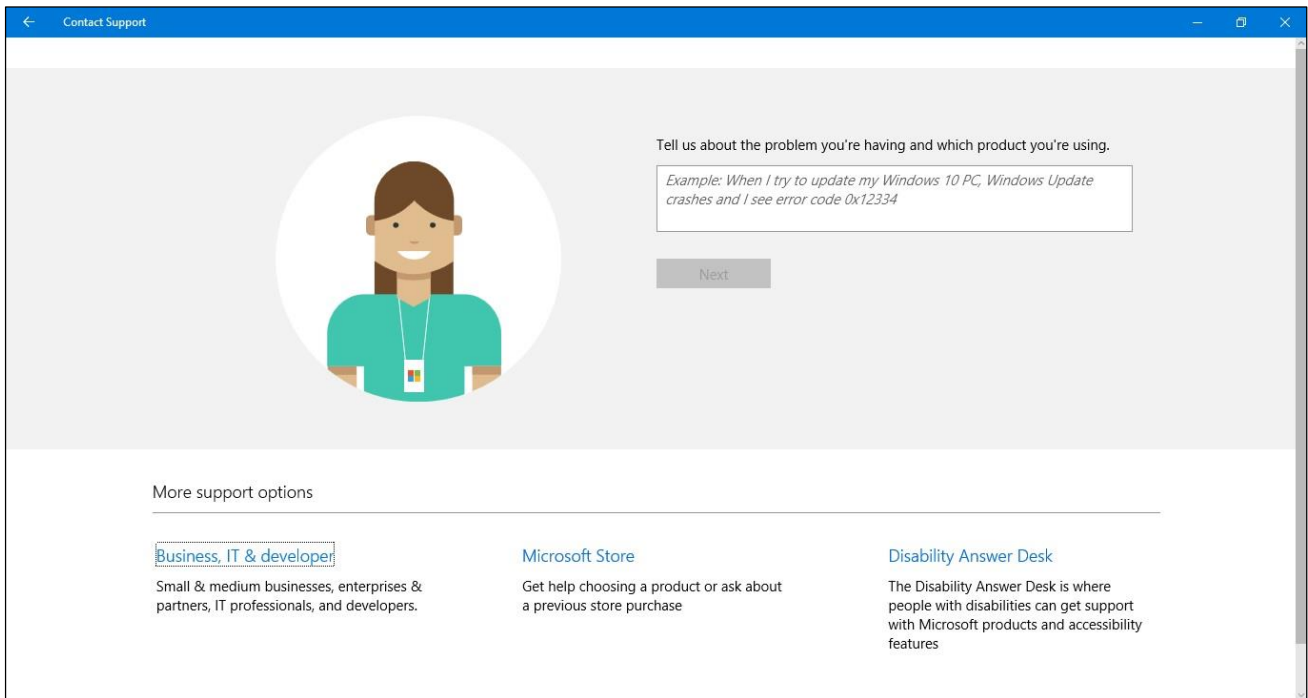 Contact Support
Tell us about the problem you're having and which product you're using.
Example: When I try to update my Windows 10 PC, Windows Update
crashes and I see error code 0x12334
Next
More support options
Business, IT & developer
Small & medium businesses, enterprises &
partners, IT professionals, and developers.
Microsoft Store
Get help choosing a product or ask about
a previous store purchase
Disability Answer Desk
The Disability Answer Desk is where
people with disabilities can get support
with Microsoft products and accessibility
features